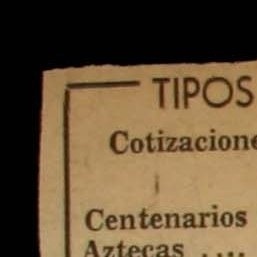 TIPOS
Cotizacione
Centenarios
Aztecas ....